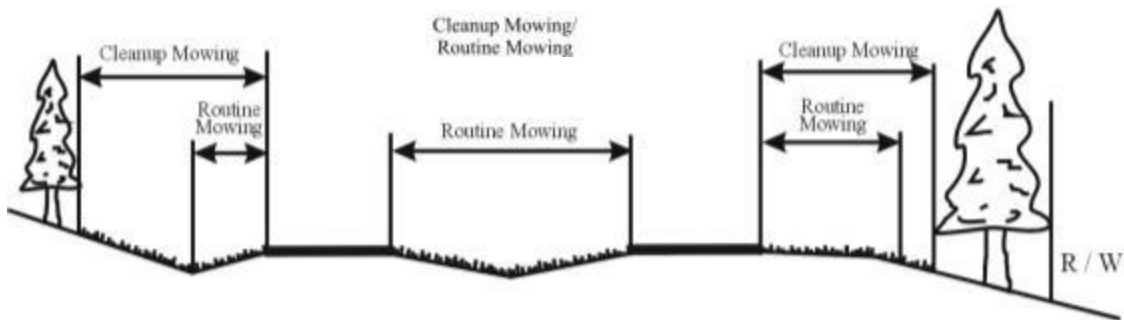 Cleanup Mowing/
Routine Mowing
Cleanup Mowing
Routine
Mowing
Routine Mowing
Cleanup Mowing
Routine
Mowing
R / W